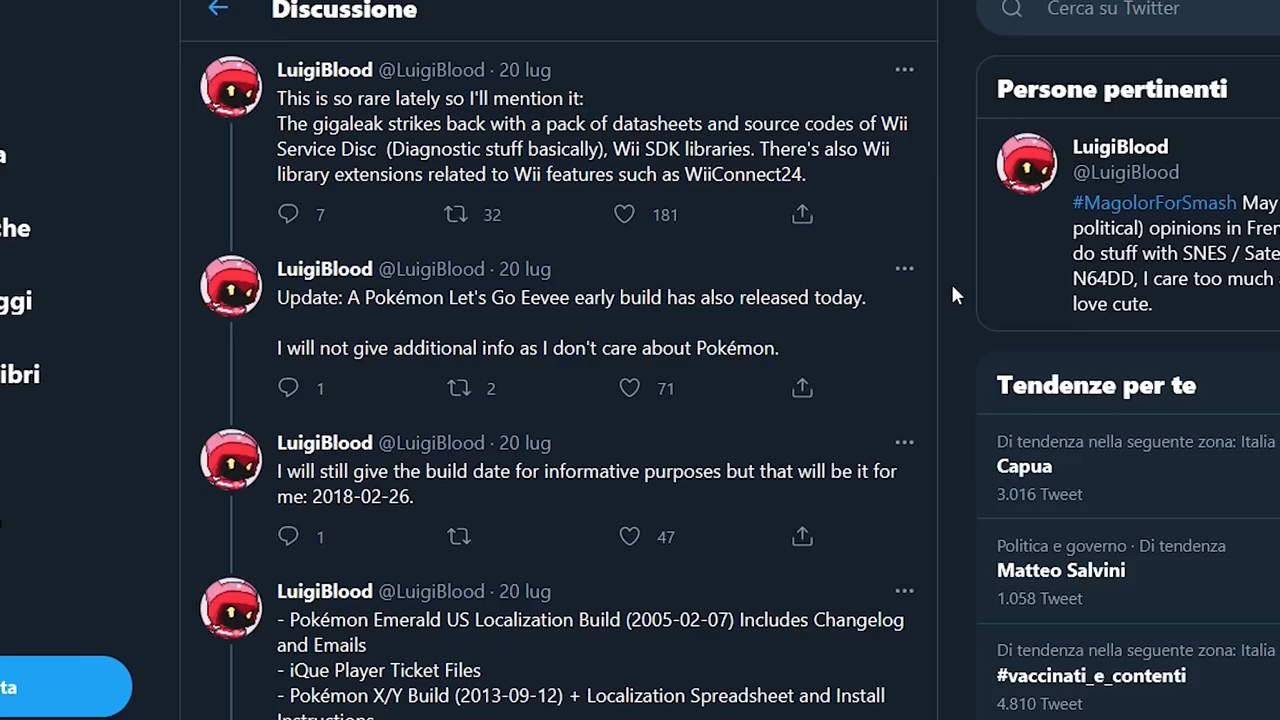 Discussione
Cerca su Twitter
LuigiBlood @LuigiBlood · 20 lug
This is so rare lately so I'll mention it:
The gigaleak strikes back with a pack of datasheets and source codes of Wii
Service Disc (Diagnostic stuff basically), Wii SDK libraries. There's also Wii
library extensions related to Wii features such as WiiConnect24.
7 32 181
LuigiBlood @LuigiBlood · 20 lug
Update: A Pokémon Let's Go Eevee early build has also released today.
I will not give additional info as I don't care about Pokémon.
1 2 71
LuigiBlood @LuigiBlood · 20 lug
I will still give the build date for informative purposes but that will be it for
me: 2018-02-26.
1 47
LuigiBlood @LuigiBlood · 20 lug
- Pokémon Emerald US Localization Build (2005-02-07) Includes Changelog
and Emails
- iQue Player Ticket Files
- Pokémon X/Y Build (2013-09-12) + Localization Spreadsheet and Install
Instructions
Persone pertinenti
LuigiBlood
@LuigiBlood
#MagolorForSmash May
political) opinions in Fren
do stuff with SNES / Sate
N64DD, I care too much
love cute.
Tendenze per te
Di tendenza nella seguente zona: Italia
Capua
3.016 Tweet
Politica e governo · Di tendenza
Matteo Salvini
1.058 Tweet
Di tendenza nella seguente zona: Italia
#vaccinati_e_contenti
4.810 Tweet
a
che
ggi
ibri
ta